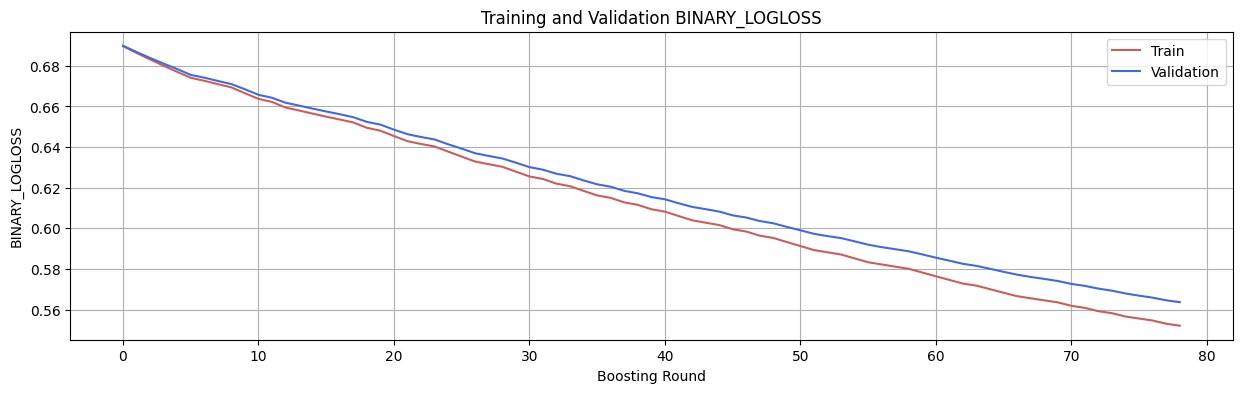 Training and Validation BINARY_LOGLOSS
Train
Validation
BINARY_LOGLOSS
0.68
0.66
0.64
0.62
0.60
0.58
0.56
0 10 20 30 40 50 60 70 80
Boosting Round